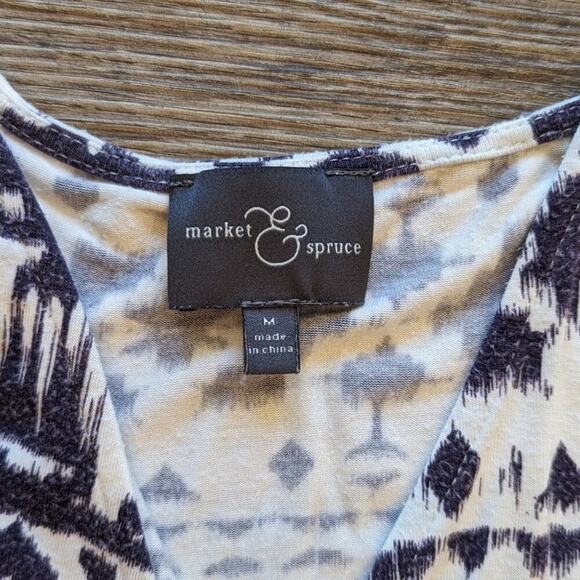 market & spruce
M
made
in china